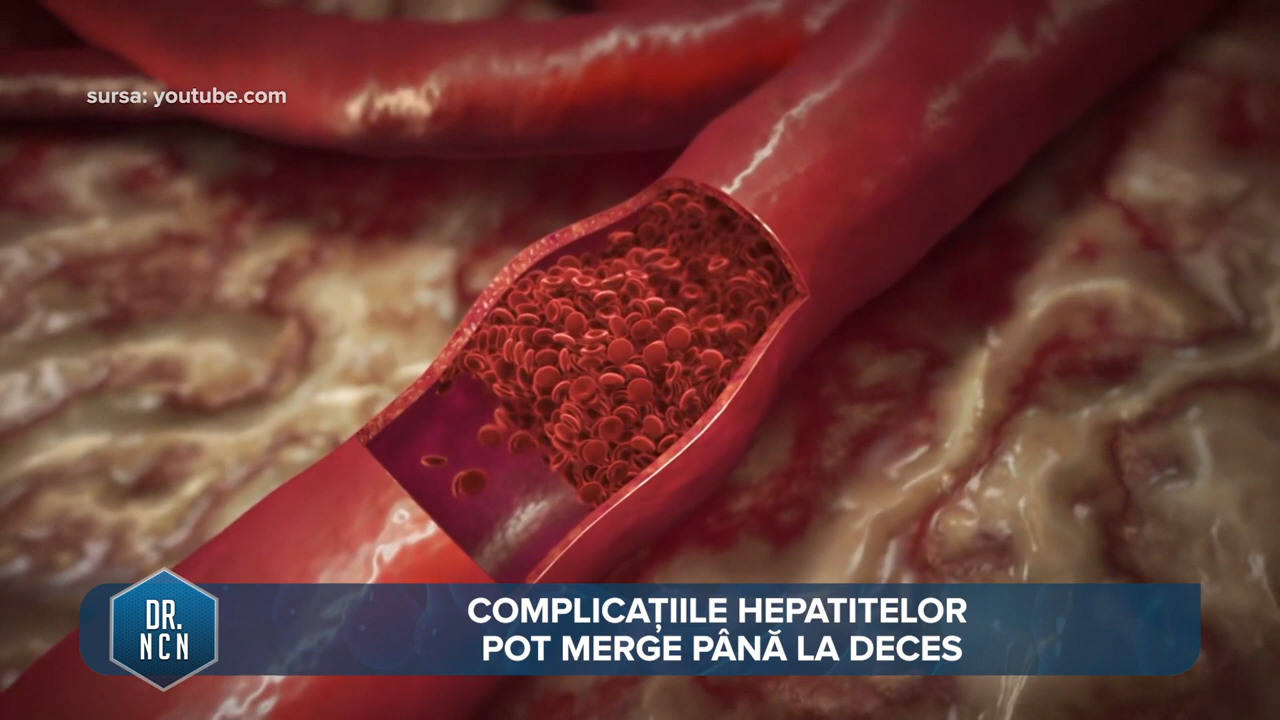 sursa: youtube.com
DR.
NCN
COMPLICAȚIILE HEPATITELOR
POT MERGE PÂNĂ LA DECES